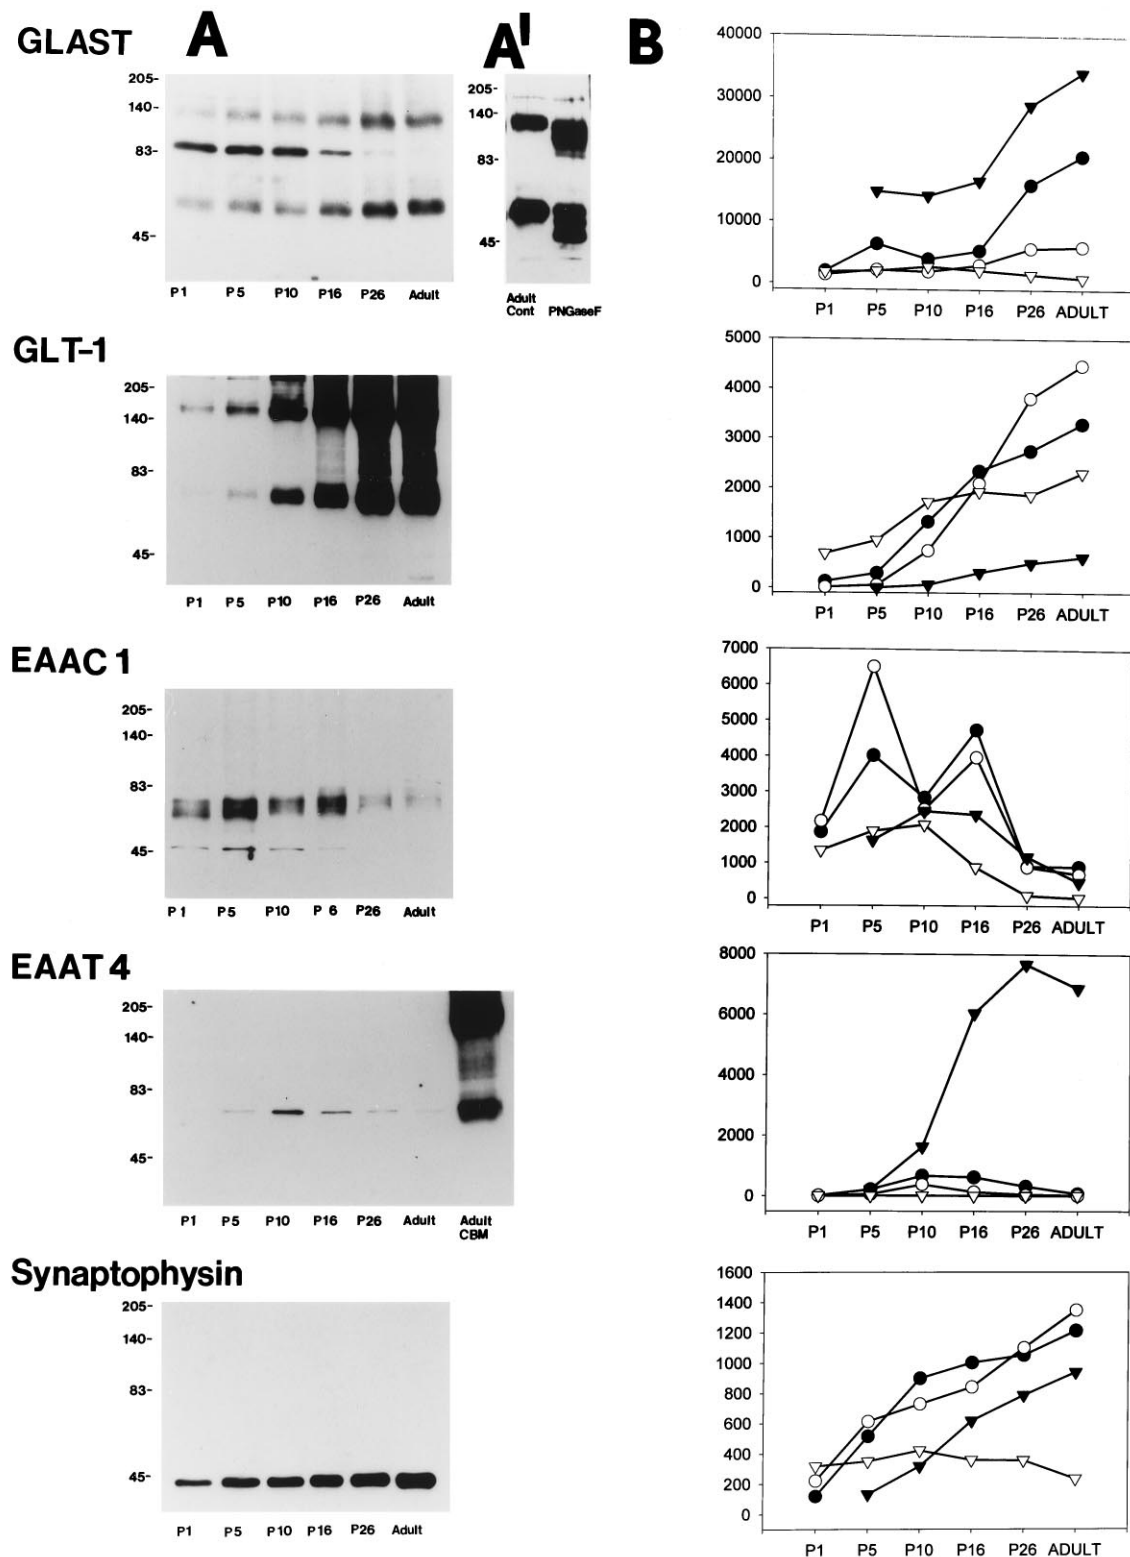 GLAST
A
A'
B
205-
140-
83-
45-
P1 P5 P10 P16 P26 Adult
205-
140-
83-
45-
Adult Cont
PNGaseF
40000
30000
20000
10000
0
P1 P5 P10 P16 P26 ADULT
GLT-1
205-
140-
83-
45-
P1 P5 P10 P16 P26 Adult
5000
4000
3000
2000
1000
0
P1 P5 P10 P16 P26 ADULT
EAAC1
205-
140-
83-
45-
P1 P5 P10 P 6 P26 Adult
7000
6000
5000
4000
3000
2000
1000
0
P1 P5 P10 P16 P26 ADULT
EAAT4
205-
140-
83-
45-
P1 P5 P10 P16 P26 Adult Adult
CBM
8000
6000
4000
2000
0
P1 P5 P10 P16 P26 ADULT
Synaptophysin
205-
140-
83-
45-
P1 P5 P10 P16 P26 Adult
1600
1400
1200
1000
800
600
400
200
0
P1 P5 P10 P16 P26 ADULT